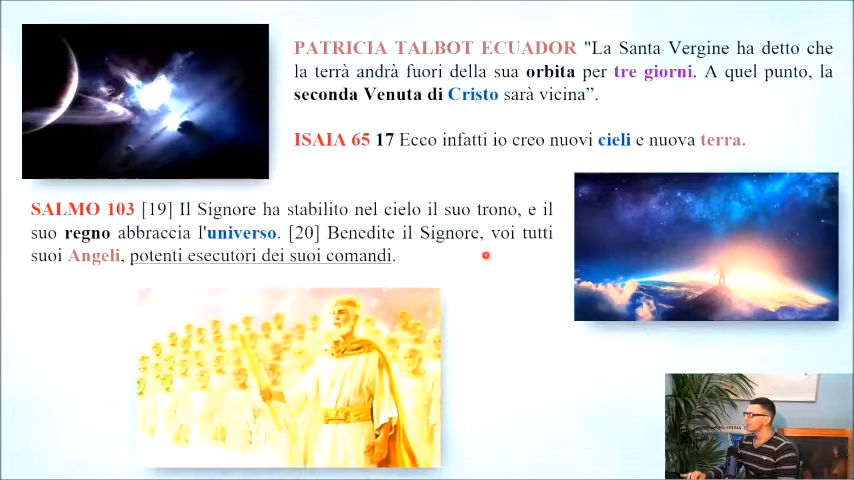 PATRICIA TALBOT ECUADOR "La Santa Vergine ha detto che
la terrà andrà fuori della sua orbita per tre giorni. A quel punto, la
seconda Venuta di Cristo sarà vicina”.
ISAIA 65 17 Ecco infatti io creo nuovi cieli e nuova terra.
SALMO 103 [19] Il Signore ha stabilito nel cielo il suo trono, e il
suo regno abbraccia l'universo. [20] Benedite il Signore, voi tutti
suoi Angeli, potenti esecutori dei suoi comandi.